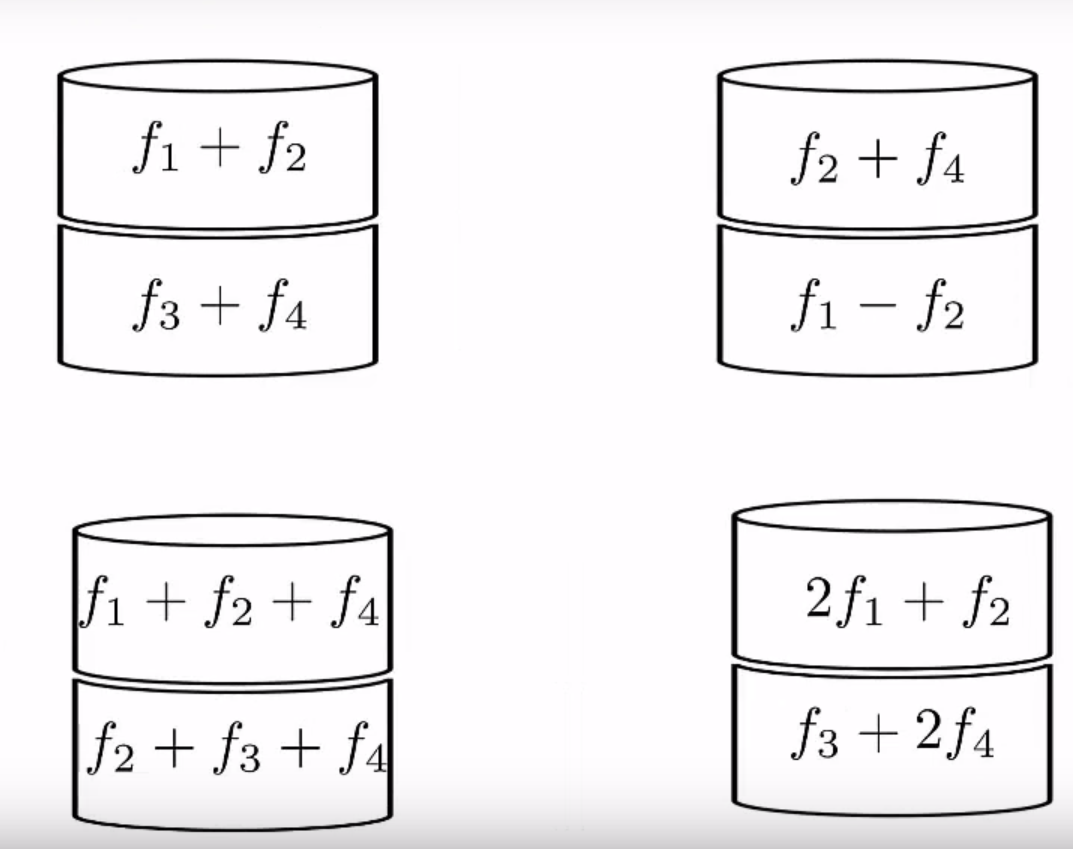 f₁ + f₂
f₃ + f₄
f₂ + f₄
f₁ − f₂
f₁ + f₂ + f₄
f₂ + f₃ + f₄
2f₁ + f₂
f₃ + 2f₄